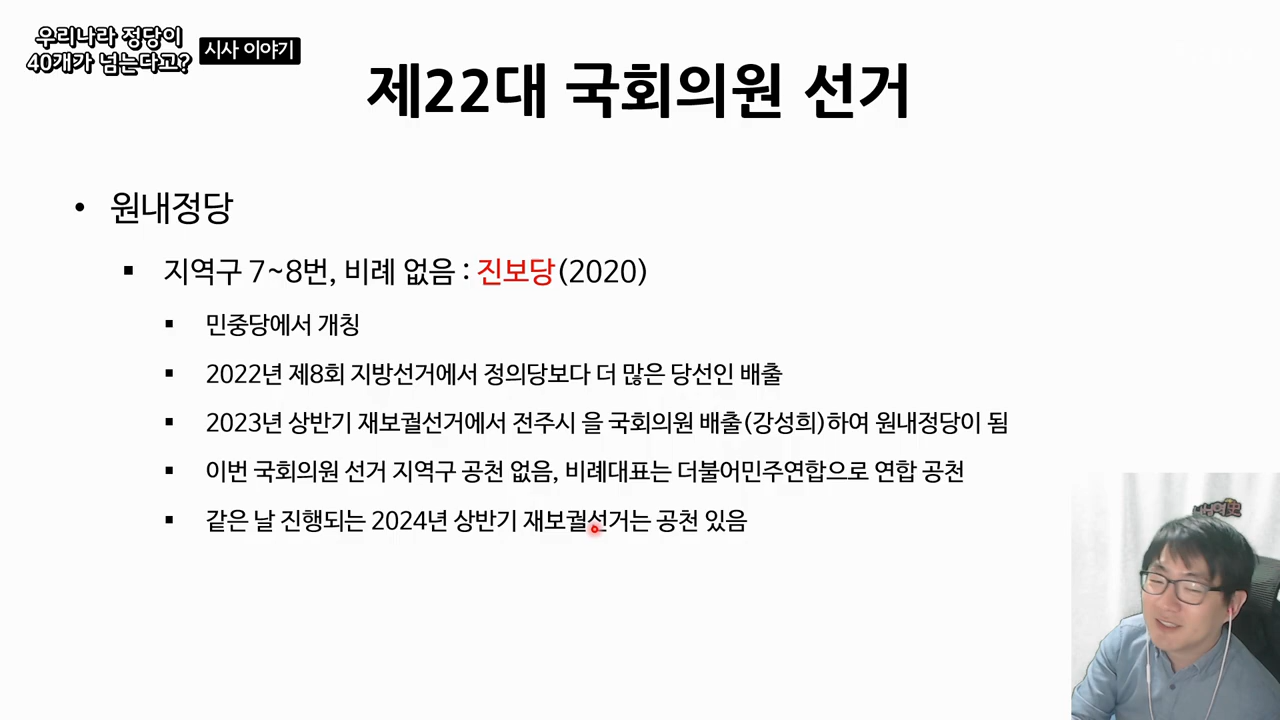 우리나라 정당이
40개가 넘는다고?
시사 이야기
제22대 국회의원 선거
• 원내정당
▪ 지역구 7~8번, 비례 없음 : 진보당(2020)
▪ 민중당에서 개칭
▪ 2022년 제8회 지방선거에서 정의당보다 더 많은 당선인 배출
▪ 2023년 상반기 재보궐선거에서 전주시 을 국회의원 배출(강성희)하여 원내정당이 됨
▪ 이번 국회의원 선거 지역구 공천 없음, 비례대표는 더불어민주연합으로 연합 공천
▪ 같은 날 진행되는 2024년 상반기 재보궐선거는 공천 있음